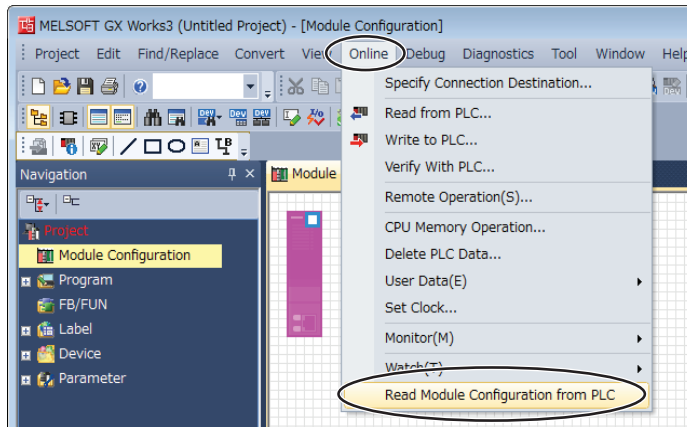 MELSOFT GX Works3 (Untitled Project) - [Module Configuration]
Project Edit Find/Replace Convert View Online Debug Diagnostics Tool Window Help
Specify Connection Destination...
Read from PLC...
Write to PLC...
Verify With PLC...
Remote Operation(S)...
CPU Memory Operation...
Delete PLC Data...
User Data(E)
Set Clock...
Monitor(M)
Watch(T)
Read Module Configuration from PLC
Navigation
Module
Project
Module Configuration
Program
FB/FUN
Label
Device
Parameter